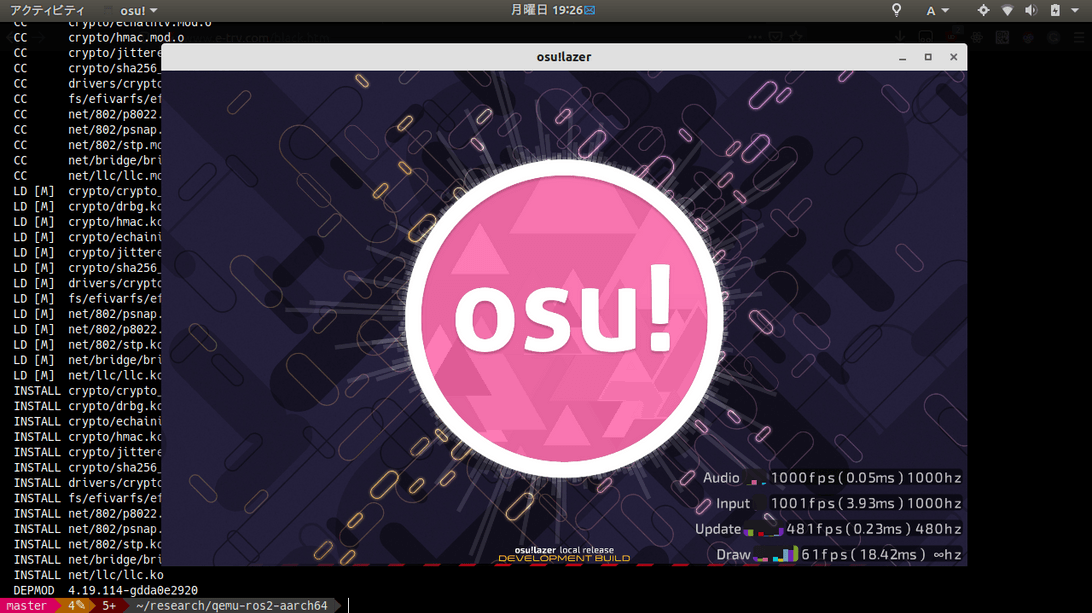 アクティビティ osu! 月曜日 19:26 A
CC crypto/echainiv.mod.o
CC crypto/hmac.mod.o
CC crypto/jittere
CC crypto/sha256_
CC drivers/crypto
CC fs/efivarfs/ef
CC net/802/p8022.
CC net/802/psnap.
CC net/802/stp.mo
CC net/bridge/bri
CC net/llc/llc.mo
LD [M] crypto/crypto_
LD [M] crypto/drbg.ko
LD [M] crypto/hmac.ko
LD [M] crypto/echaini
LD [M] crypto/jittere
LD [M] crypto/sha256_
LD [M] drivers/crypto
LD [M] fs/efivarfs/ef
LD [M] net/802/psnap.
LD [M] net/802/p8022.
LD [M] net/802/stp.ko
LD [M] net/bridge/bri
LD [M] net/llc/llc.ko
INSTALL crypto/crypto_
INSTALL crypto/drbg.ko
INSTALL crypto/echaini
INSTALL crypto/hmac.ko
INSTALL crypto/jittere
INSTALL crypto/sha256_
INSTALL drivers/crypto
INSTALL fs/efivarfs/ef
INSTALL net/802/p8022.
INSTALL net/802/psnap.
INSTALL net/802/stp.ko
INSTALL net/bridge/bri
INSTALL net/llc/llc.ko
DEPMOD 4.19.114-gdda0e2920
master 4✎ 5+ ~/research/qemu-ros2-aarch64
osu!lazer
osu!
Audio 1000fps(0.05ms)1000hz
Input 1001fps(3.93ms)1000hz
Update 481fps(0.23ms) 480hz
Draw 61fps(18.42ms) ∞hz
osu!lazer local release
DEVELOPMENT BUILD